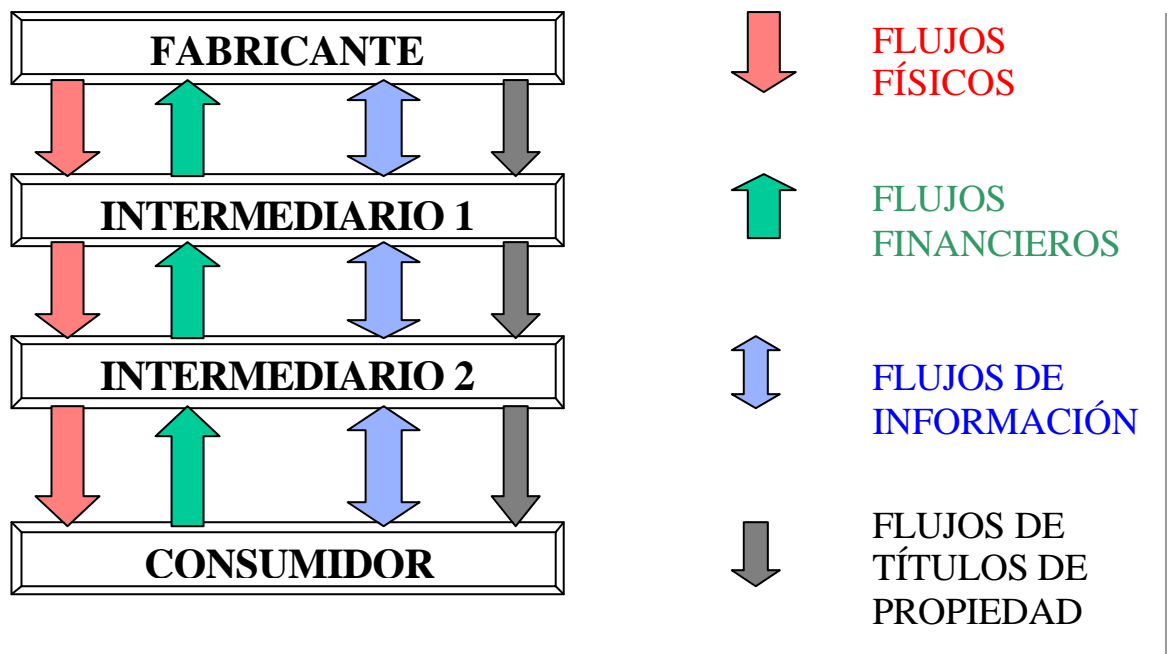 FABRICANTE
INTERMEDIARIO 1
INTERMEDIARIO 2
CONSUMIDOR
FLUJOS
FÍSICOS
FLUJOS
FINANCIEROS
FLUJOS DE
INFORMACIÓN
FLUJOS DE
TÍTULOS DE
PROPIEDAD